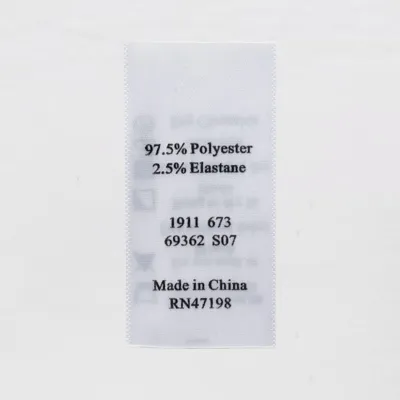 97.5% Polyester
2.5% Elastane
1911 673
69362 S07
Made in China
RN47198